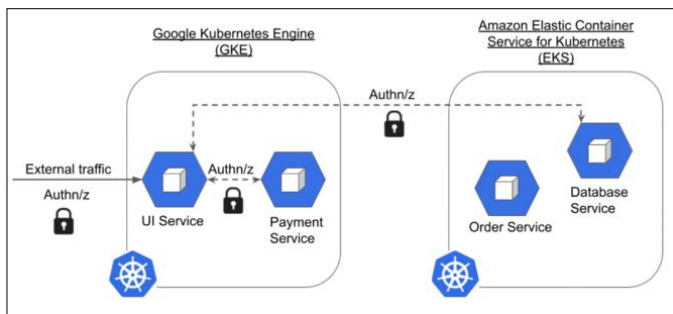 Google Kubernetes Engine
(GKE)
Amazon Elastic Container
Service for Kubernetes
(EKS)
Authn/z
External traffic
Authn/z
Authn/z
UI Service
Payment
Service
Order Service
Database
Service